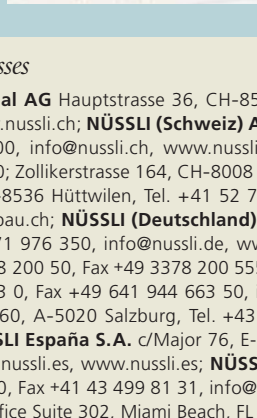 sses
al AG Hauptstrasse 36, CH-85
.nussli.ch; NÜSSLI (Schweiz) A
00, info@nussli.ch, www.nussli
0; Zollikerstrasse 164, CH-8008
-8536 Hüttwilen, Tel. +41 52 7
bau.ch; NÜSSLI (Deutschland)
71 976 350, info@nussli.de, ww
8 200 50, Fax +49 3378 200 555
3 0, Fax +49 641 944 663 50, i
60, A-5020 Salzburg, Tel. +43
SLI España S.A. c/Major 76, E-
nussli.es, www.nussli.es; NÜSS
0, Fax +41 43 499 81 31, info@
fice Suite 302, Miami Beach, FL